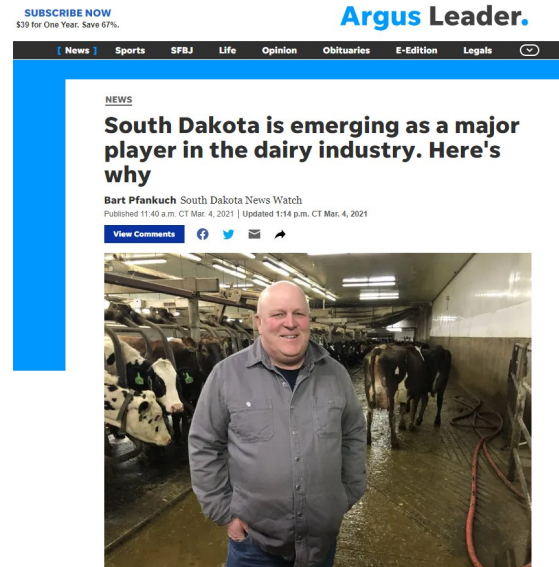 SUBSCRIBE NOW
$39 for One Year. Save 67%.
Argus Leader.
[ News ] Sports SFBJ Life Opinion Obituaries E-Edition Legals
NEWS
South Dakota is emerging as a major
player in the dairy industry. Here's
why
Bart Pfankuch South Dakota News Watch
Published 11:40 a.m. CT Mar. 4, 2021 | Updated 1:14 p.m. CT Mar. 4, 2021
View Comments